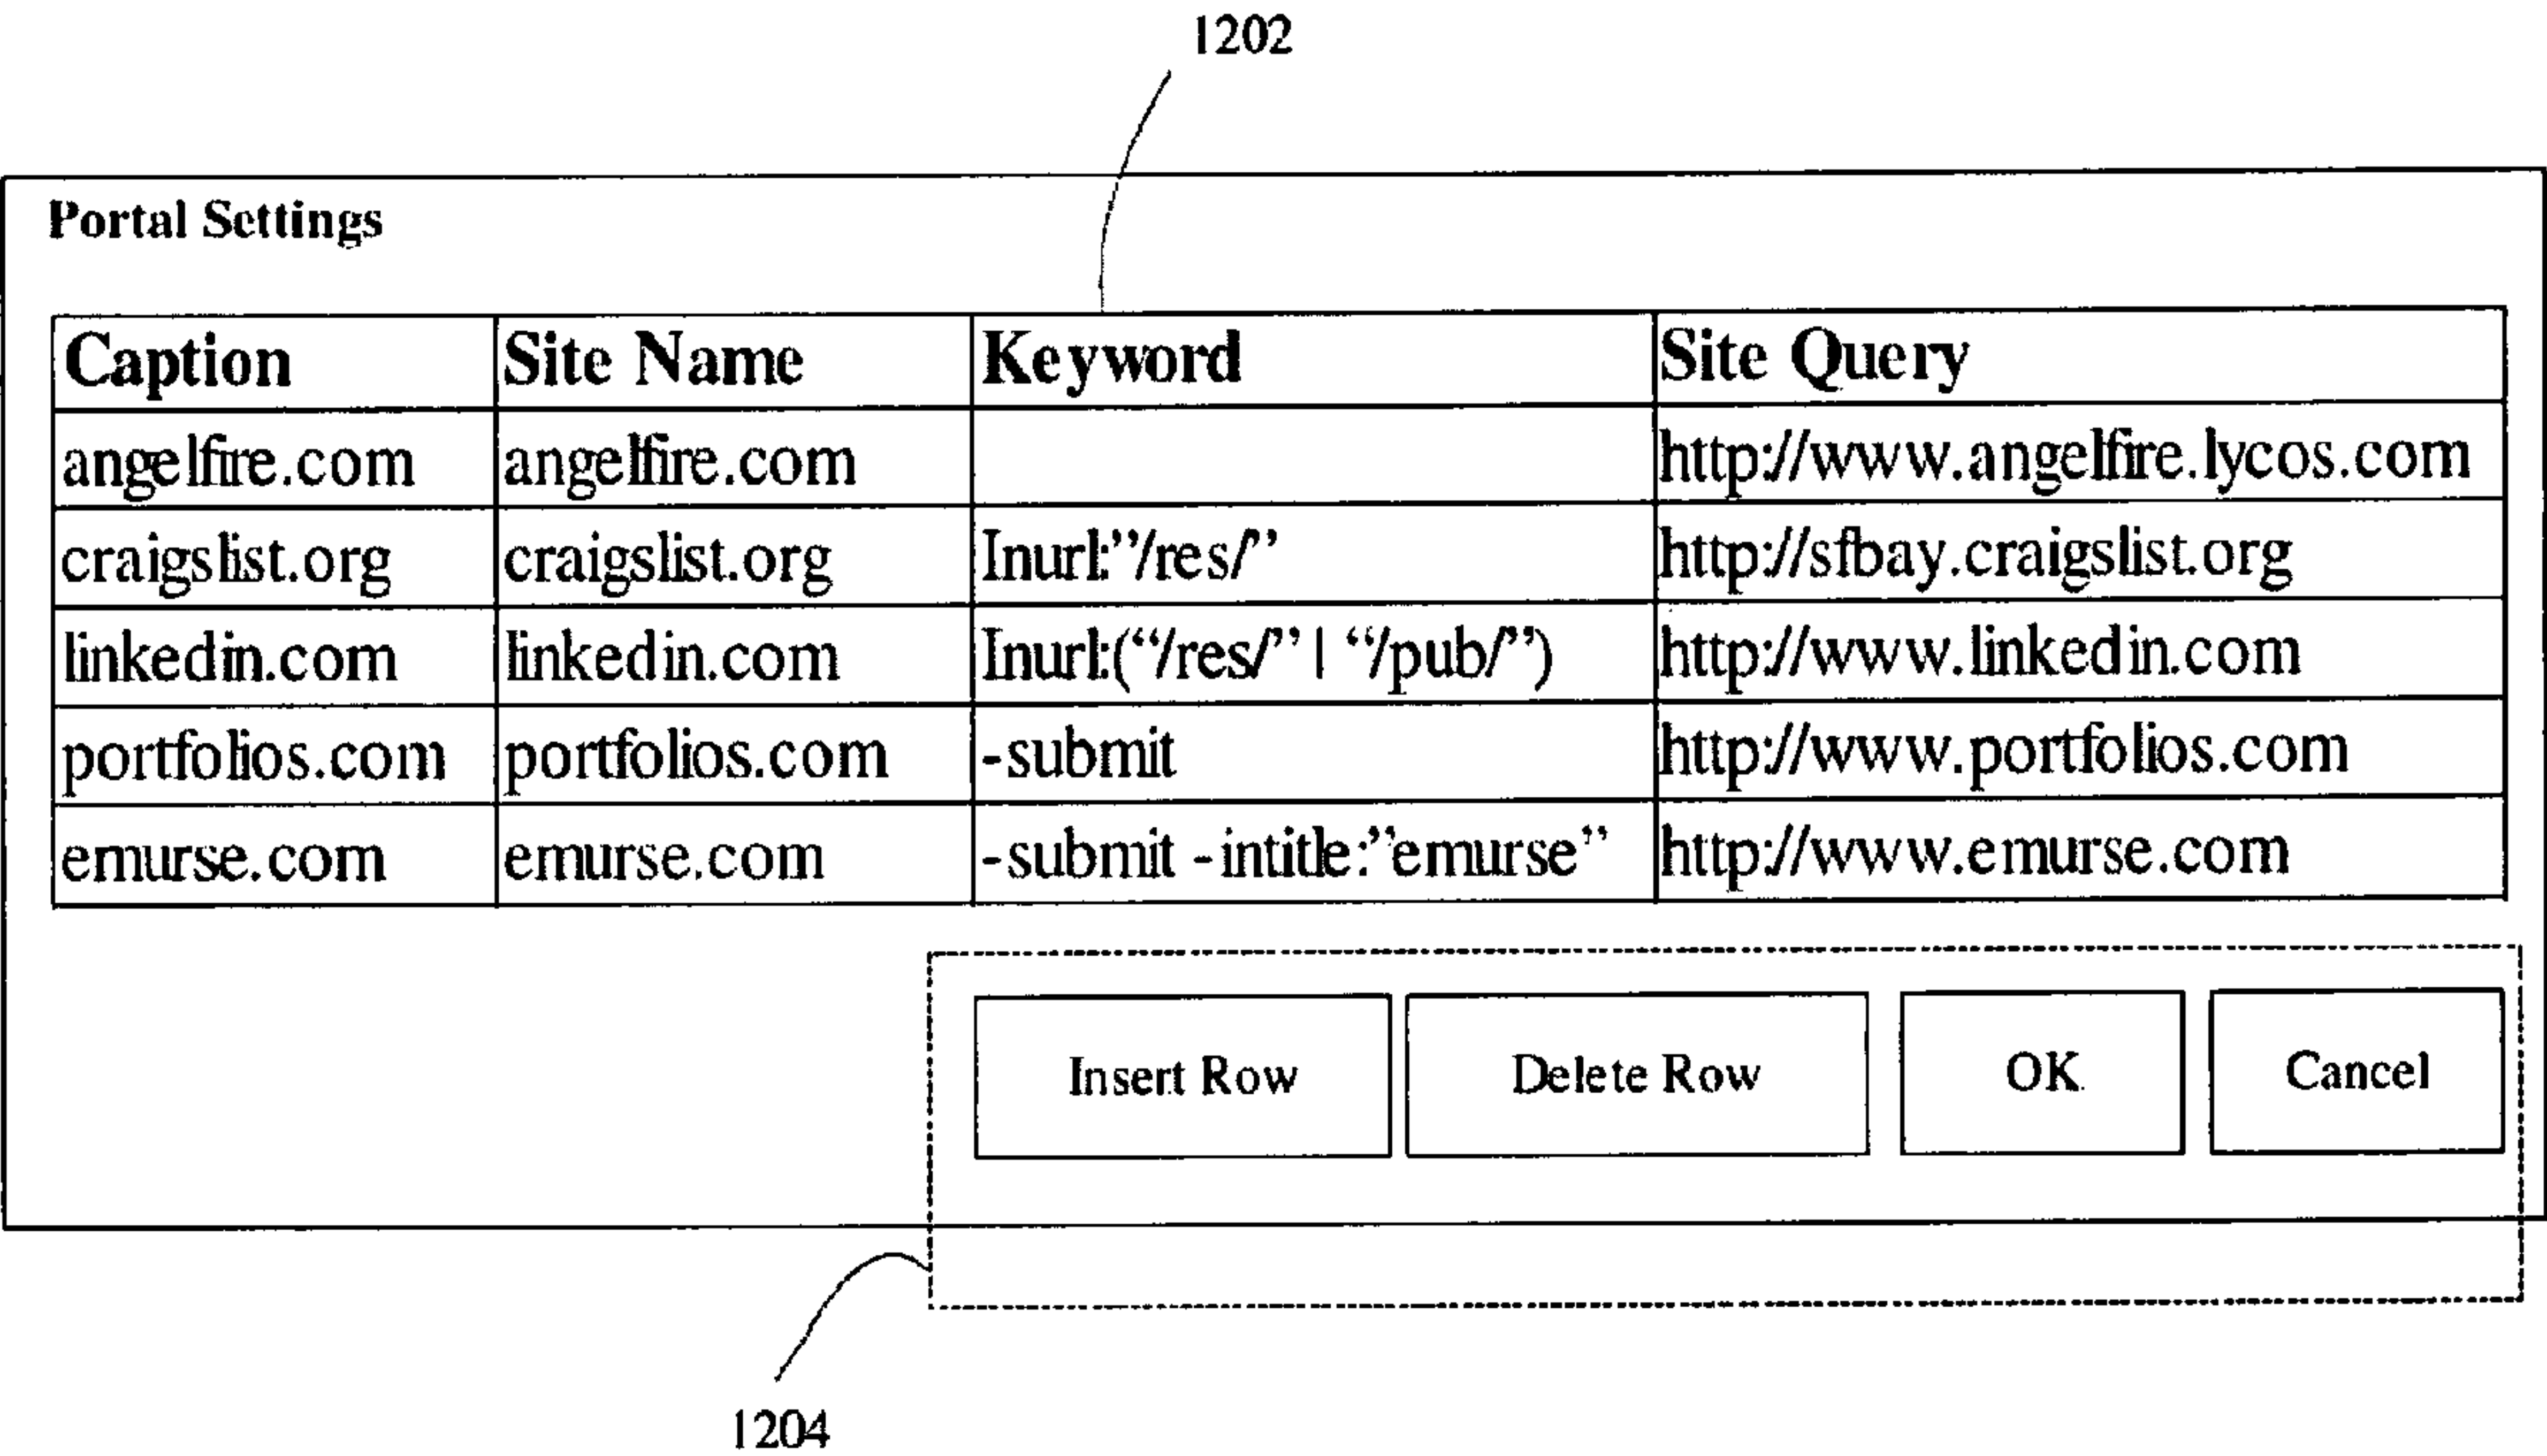 1202
Portal Settings
Caption Site Name Keyword Site Query
angelfire.com angelfire.com http://www.angelfire.lycos.com
craigslist.org craigslist.org Inurl:”/res/” http://sfbay.craigslist.org
linkedin.com linkedin.com Inurl:(“/res/” | “/pub/”) http://www.linkedin.com
portfolios.com portfolios.com -submit http://www.portfolios.com
emurse.com emurse.com -submit -intitle:”emurse” http://www.emurse.com
Insert Row Delete Row OK Cancel
1204